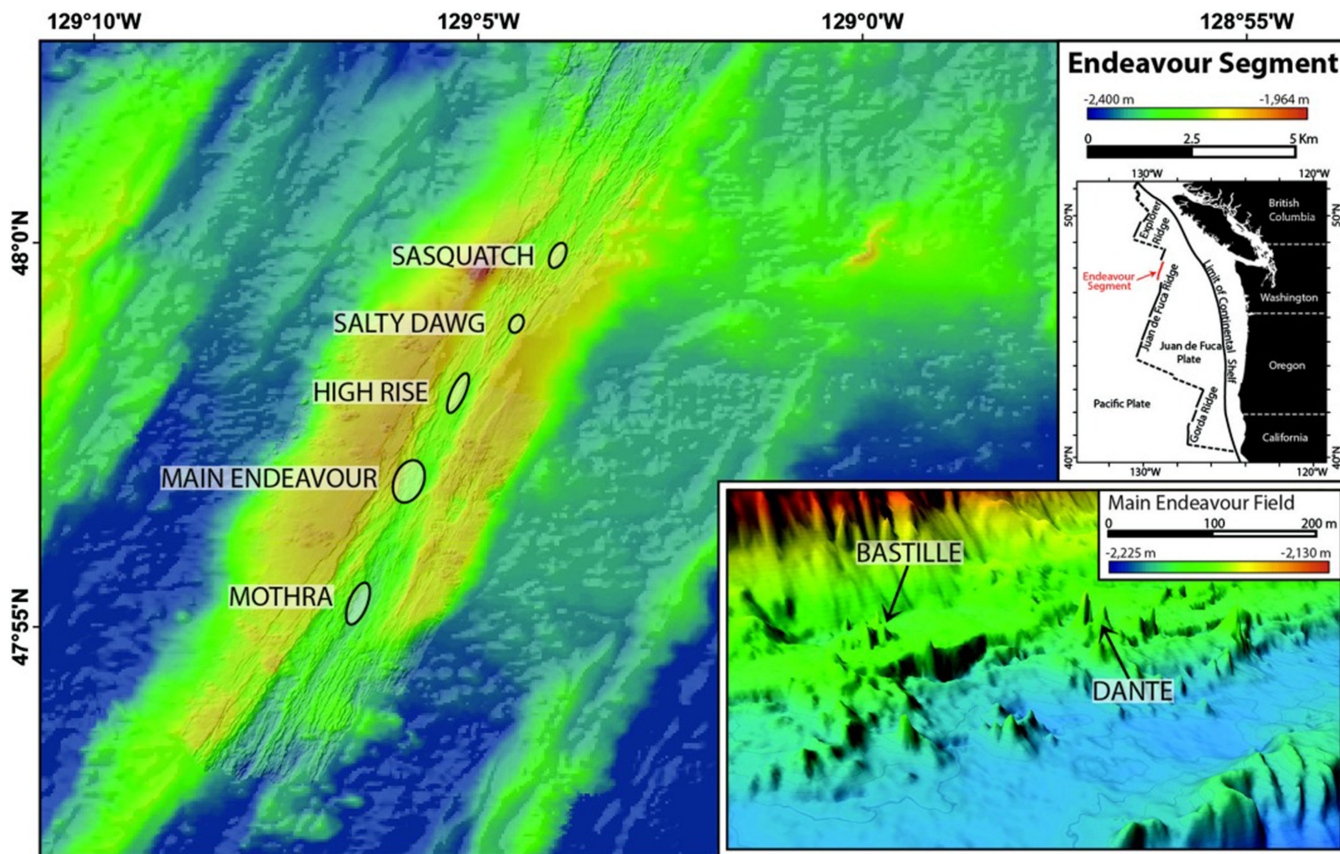 129°10'W
129°5'W
129°0'W
128°55'W
48°0'N
47°55'N
SASQUATCH
SALTY DAWG
HIGH RISE
MAIN ENDEAVOUR
MOTHRA
Endeavour Segment
-2,400 m
-1,964 m
0
2.5
5 Km
130°W
120°W
50°N
50°N
British
Columbia
Explorer
Ridge
Endeavour
Segment
Washington
Juan de Fuca Ridge
Limit of Continental Shelf
Juan de Fuca
Plate
Oregon
Pacific Plate
Gorda Ridge
California
40°N
40°N
130°W
120°W
Main Endeavour Field
0
100
200 m
-2,225 m
-2,130 m
BASTILLE
DANTE